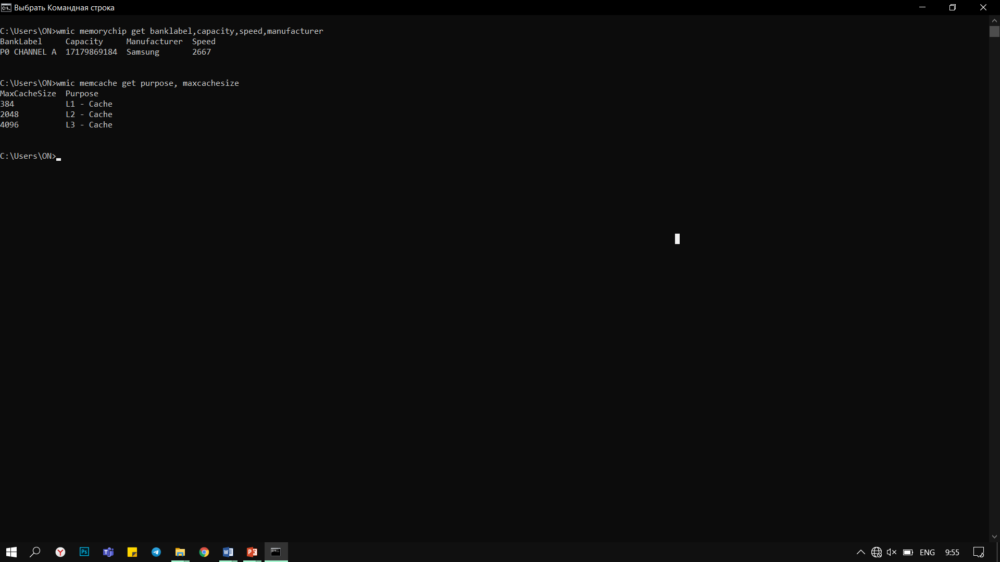 Выбрать Командная строка
C:\Users\ON>wmic memorychip get banklabel,capacity,speed,manufacturer
BankLabel     Capacity     Manufacturer  Speed
P0 CHANNEL A  17179869184  Samsung       2667
C:\Users\ON>wmic memcache get purpose, maxcachesize
MaxCacheSize  Purpose
384           L1 - Cache
2048          L2 - Cache
4096          L3 - Cache
C:\Users\ON>
ENG 9:55